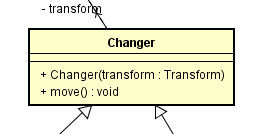 - transform
Changer
+ Changer(transform : Transform)
+ move() : void